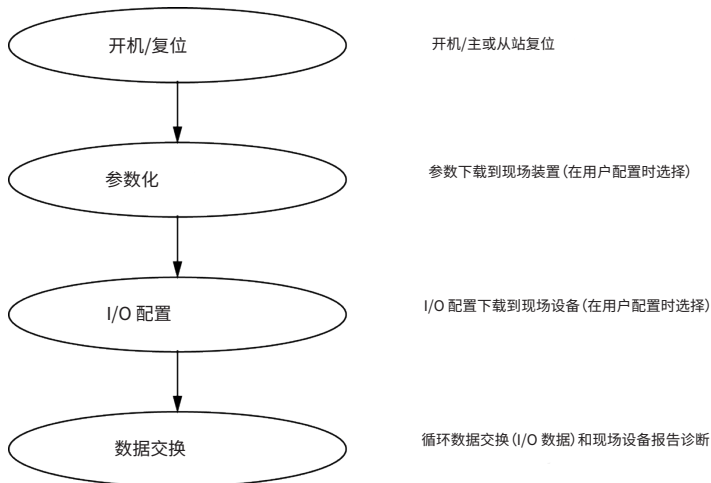 开机/复位
开机/主或从站复位
参数化
参数下载到现场装置(在用户配置时选择)
I/O 配置
I/O 配置下载到现场设备(在用户配置时选择)
数据交换
循环数据交换(I/O 数据)和现场设备报告诊断